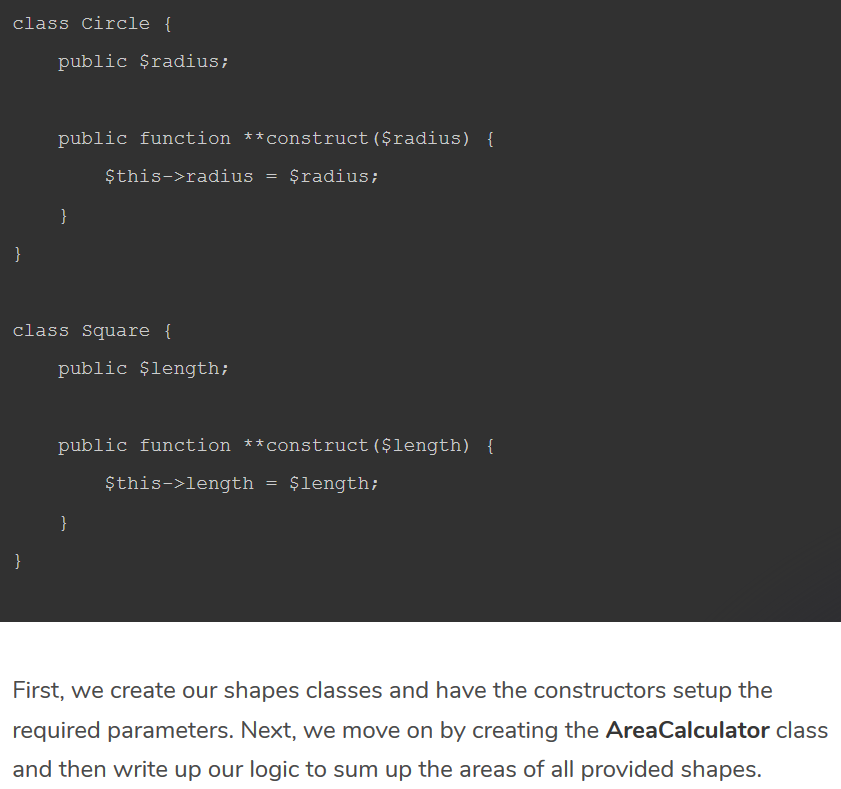 class Circle {
public $radius;
public function **construct($radius) {
$this->radius = $radius;
}
}
class Square {
public $length;
public function **construct($length) {
$this->length = $length;
}
}
First, we create our shapes classes and have the constructors setup the
required parameters. Next, we move on by creating the AreaCalculator class
and then write up our logic to sum up the areas of all provided shapes.